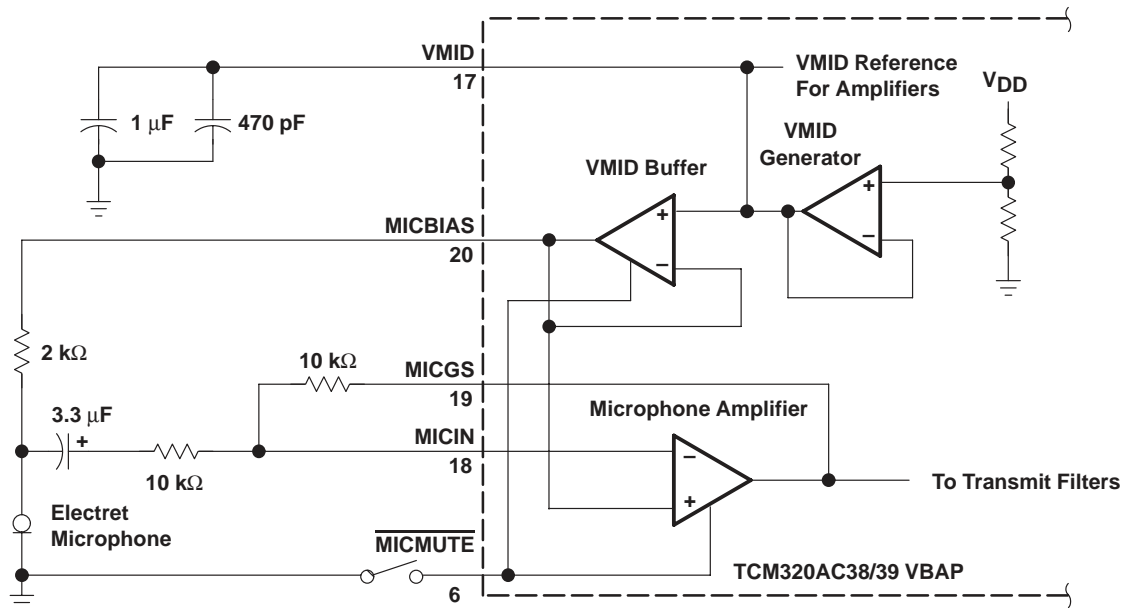 VMID
17
VMID Reference
For Amplifiers
VDD
1 μF
470 pF
VMID
Generator
+
−
VMID Buffer
+
−
MICBIAS
20
2 kΩ
10 kΩ
MICGS
19
Microphone Amplifier
3.3 μF
+
MICIN
18
−
+
10 kΩ
To Transmit Filters
Electret
Microphone
MICMUTE
6
TCM320AC38/39 VBAP